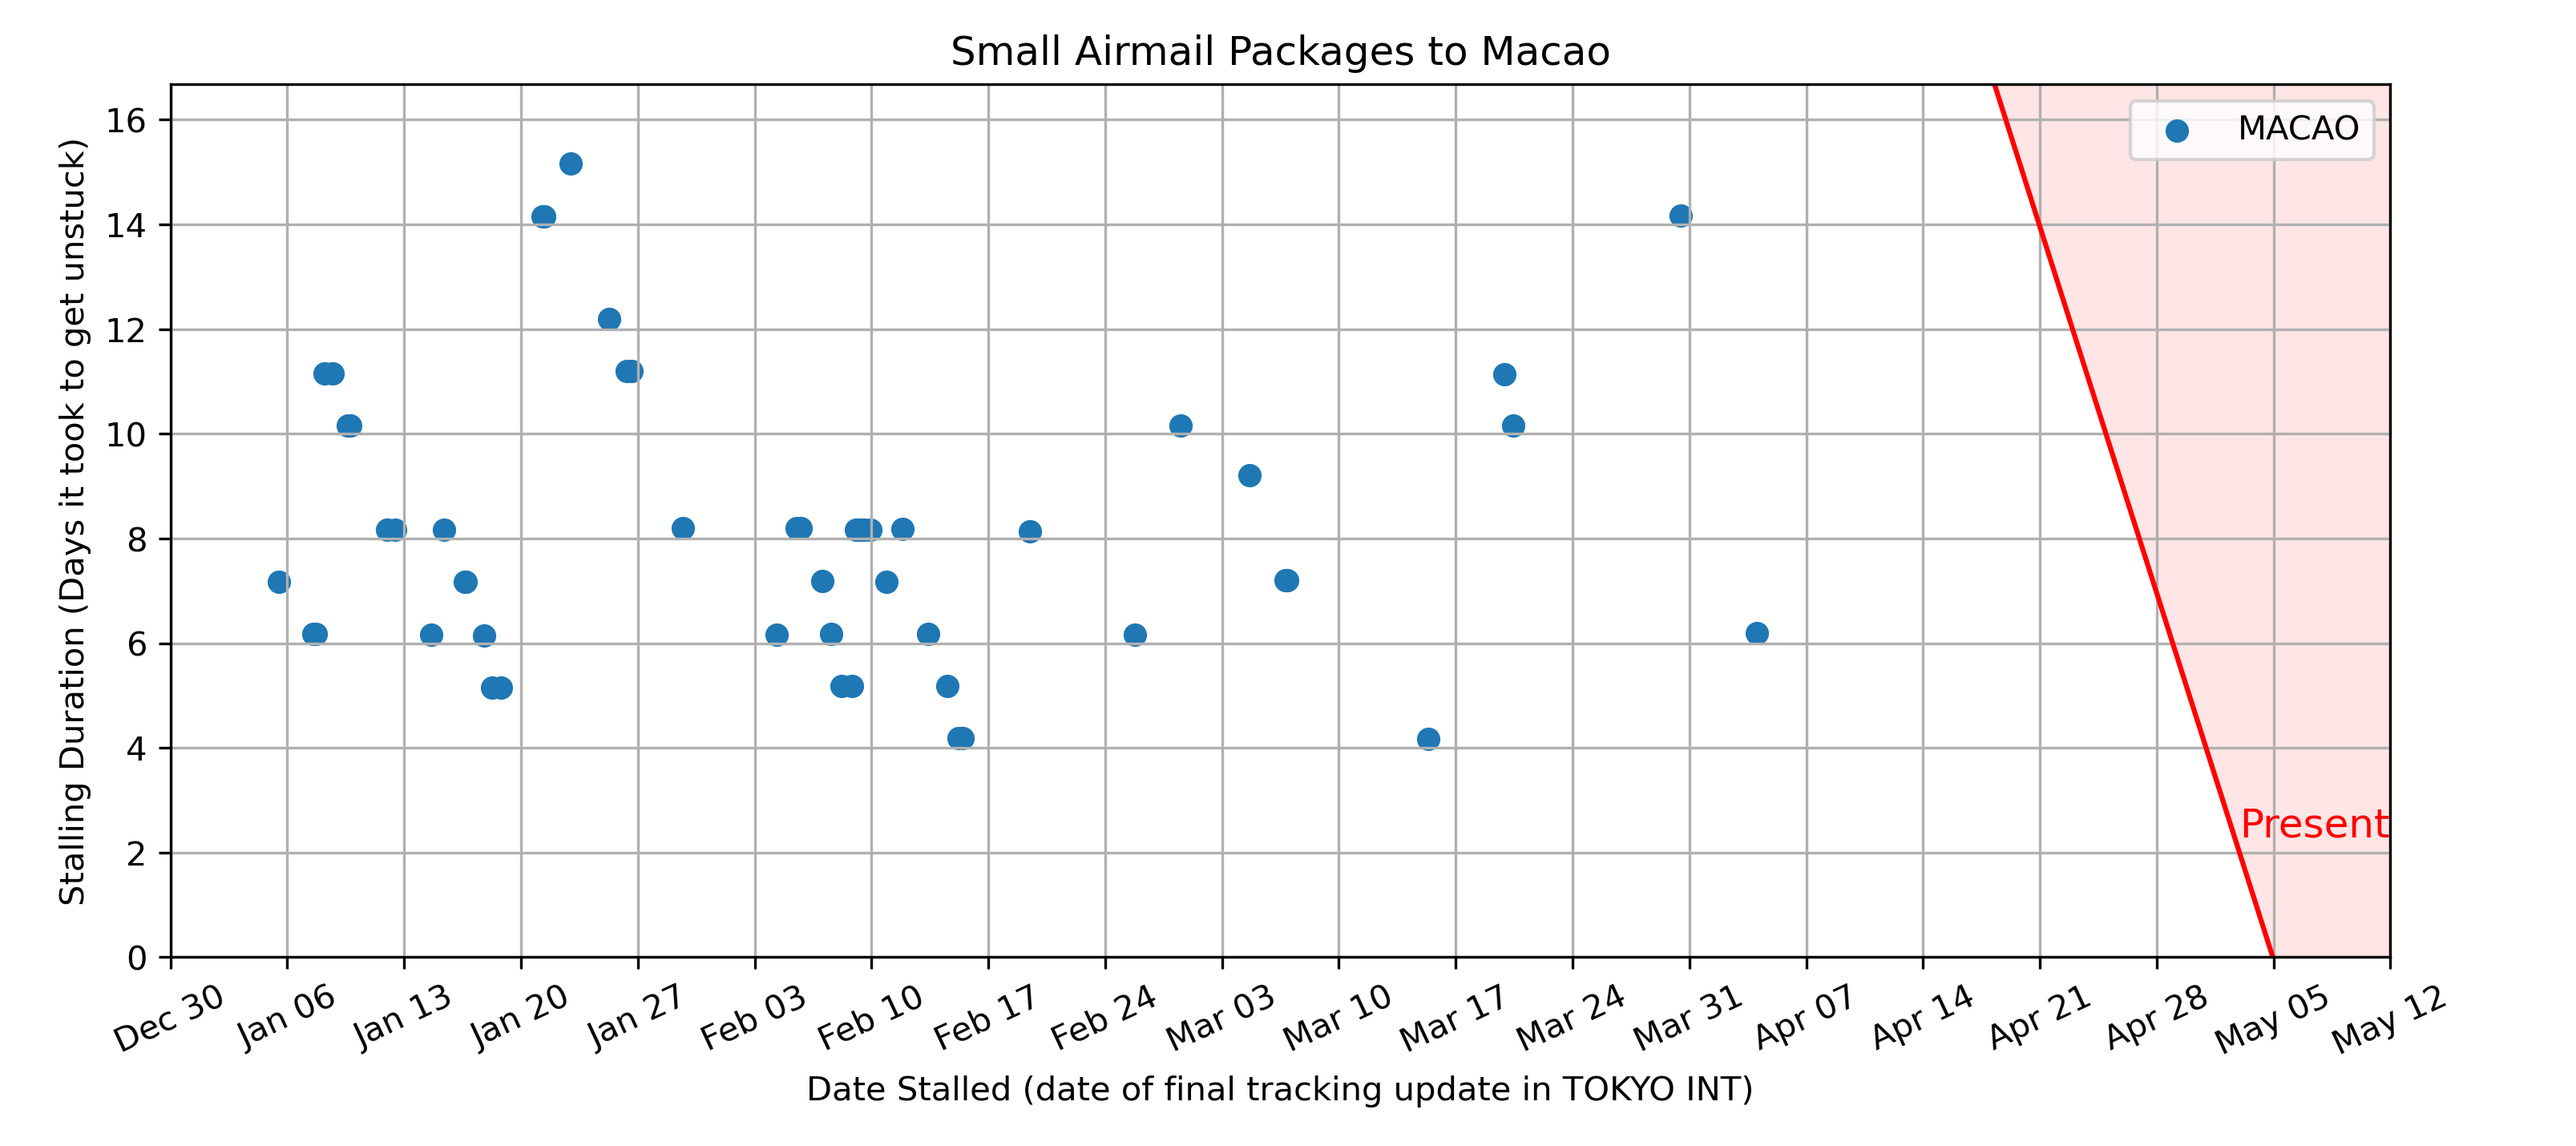 Small Airmail Packages to Macao
MACAO
Stalling Duration (Days it took to get unstuck)
16
14
12
10
8
6
4
2
0
Present
Dec 30 Jan 06 Jan 13 Jan 20 Jan 27 Feb 03 Feb 10 Feb 17 Feb 24 Mar 03 Mar 10 Mar 17 Mar 24 Mar 31 Apr 07 Apr 14 Apr 21 Apr 28 May 05 May 12
Date Stalled (date of final tracking update in TOKYO INT)